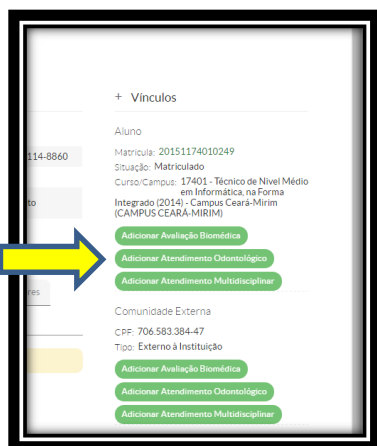 + Vínculos
Aluno
114-8860
Matrícula: 20151174010249
Situação: Matriculado
Curso/Campus: 17401 - Técnico de Nível Médio
em Informática, na Forma
to
Integrado (2014) - Campus Ceará-Mirim
(CAMPUS CEARÁ-MIRIM)
Adicionar Avaliação Biomédica
Adicionar Atendimento Odontológico
Adicionar Atendimento Multidisciplinar
res
Comunidade Externa
CPF: 706.583.384-47
Tipo: Externo à Instituição
Adicionar Avaliação Biomédica
Adicionar Atendimento Odontológico
Adicionar Atendimento Multidisciplinar